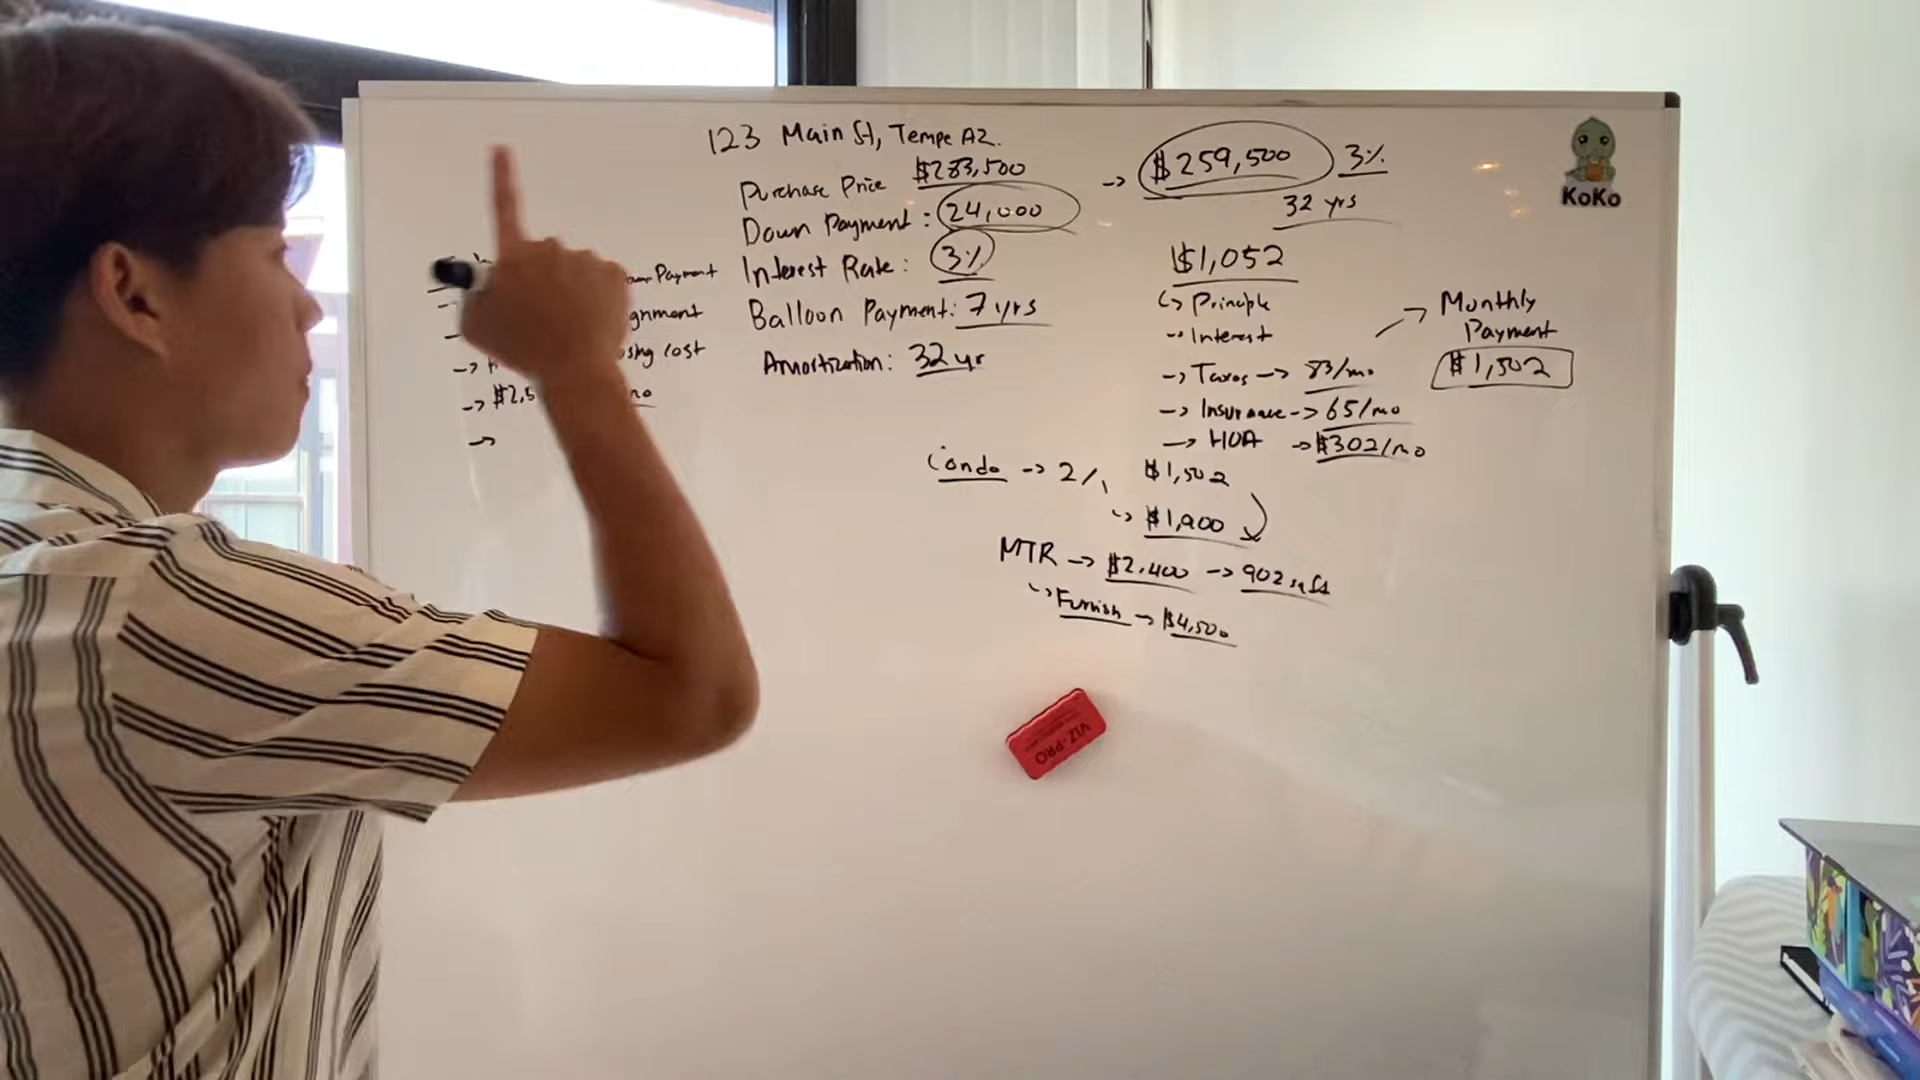 123 Main St, Tempe AZ.
Purchase Price $283,500
Down Payment: 24,000
Interest Rate: 3%
Balloon Payment: 7 yrs
Amortization: 32 yr
Payment
gnment
cost
-> $2,5
->
-> $259,500 3%
32 yrs
$1,052
Principle
Interest
-> Taxes -> 83/mo
-> Insurance -> 65/mo
-> HOA -> $302/mo
-> Monthly
Payment
$1,502
Condo -> 2/1 $1,502
$1,900
MTR -> $2,400 -> 902 sqft
Furnish -> $4,500
KoKo
VIZ-PRO